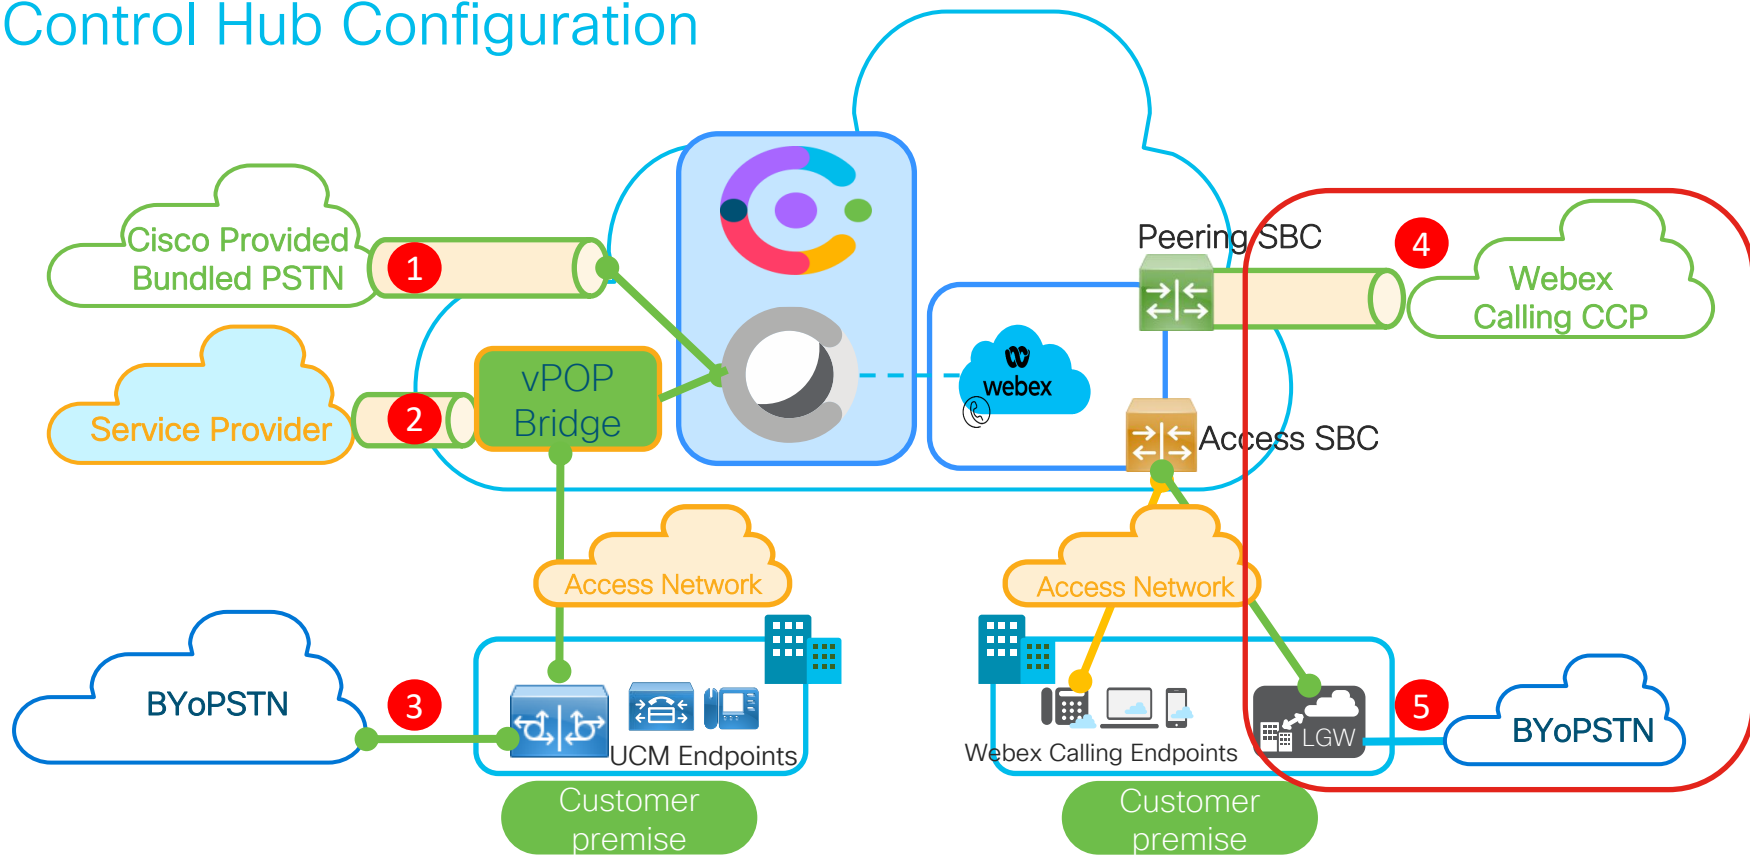 Control Hub Configuration
Cisco Provided
Bundled PSTN
1
Peering SBC
4
Webex
Calling CCP
Service Provider
2
vPOP
Bridge
webex
Access SBC
Access Network
Access Network
BYoPSTN
3
UCM Endpoints
Webex Calling Endpoints
LGW
5
BYoPSTN
Customer
premise
Customer
premise